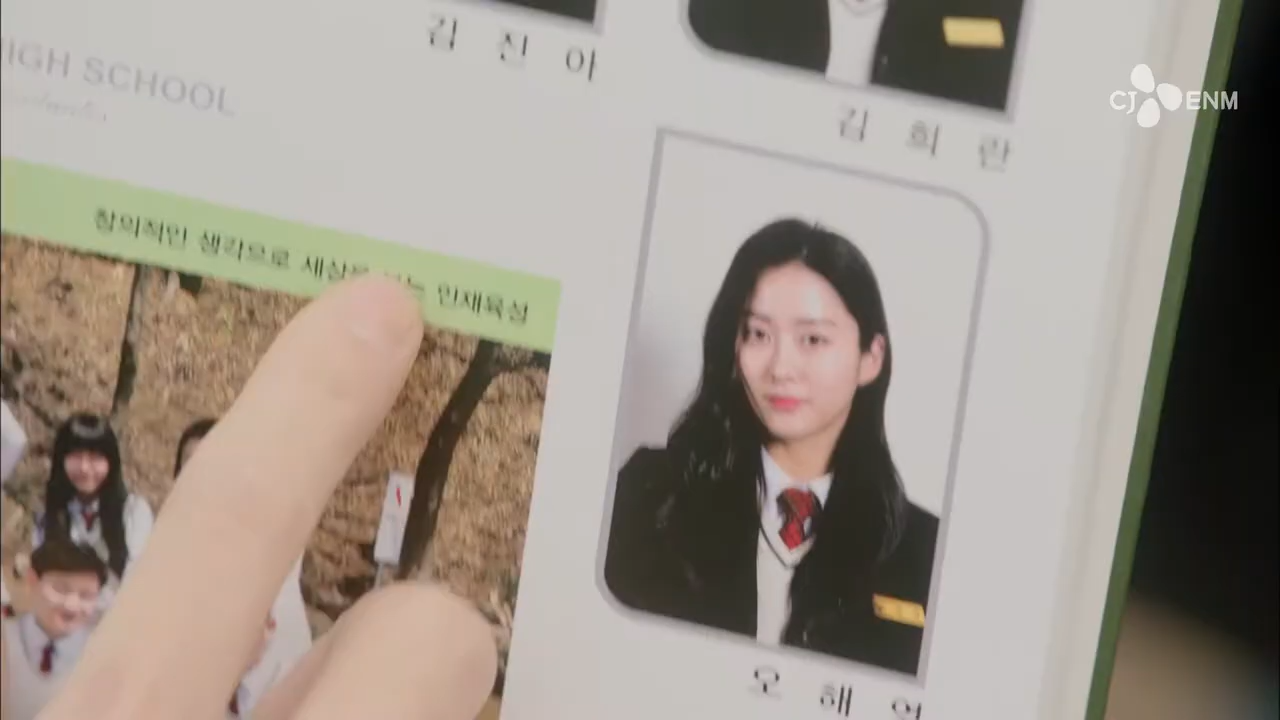 김 진 아
HIGH SCHOOL
CJ ENM
김 희 란
창의적인 생각으로 세상을 는 인재육성
오 해 영